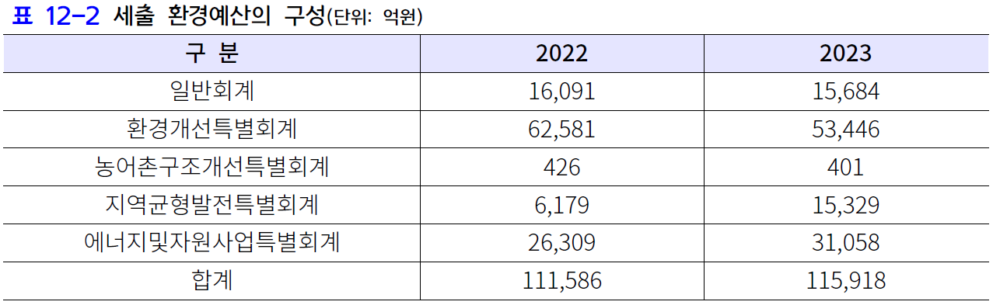 표 12-2 세출 환경예산의 구성(단위: 억원)
구 분 2022 2023
일반회계 16,091 15,684
환경개선특별회계 62,581 53,446
농어촌구조개선특별회계 426 401
지역균형발전특별회계 6,179 15,329
에너지및자원사업특별회계 26,309 31,058
합계 111,586 115,918